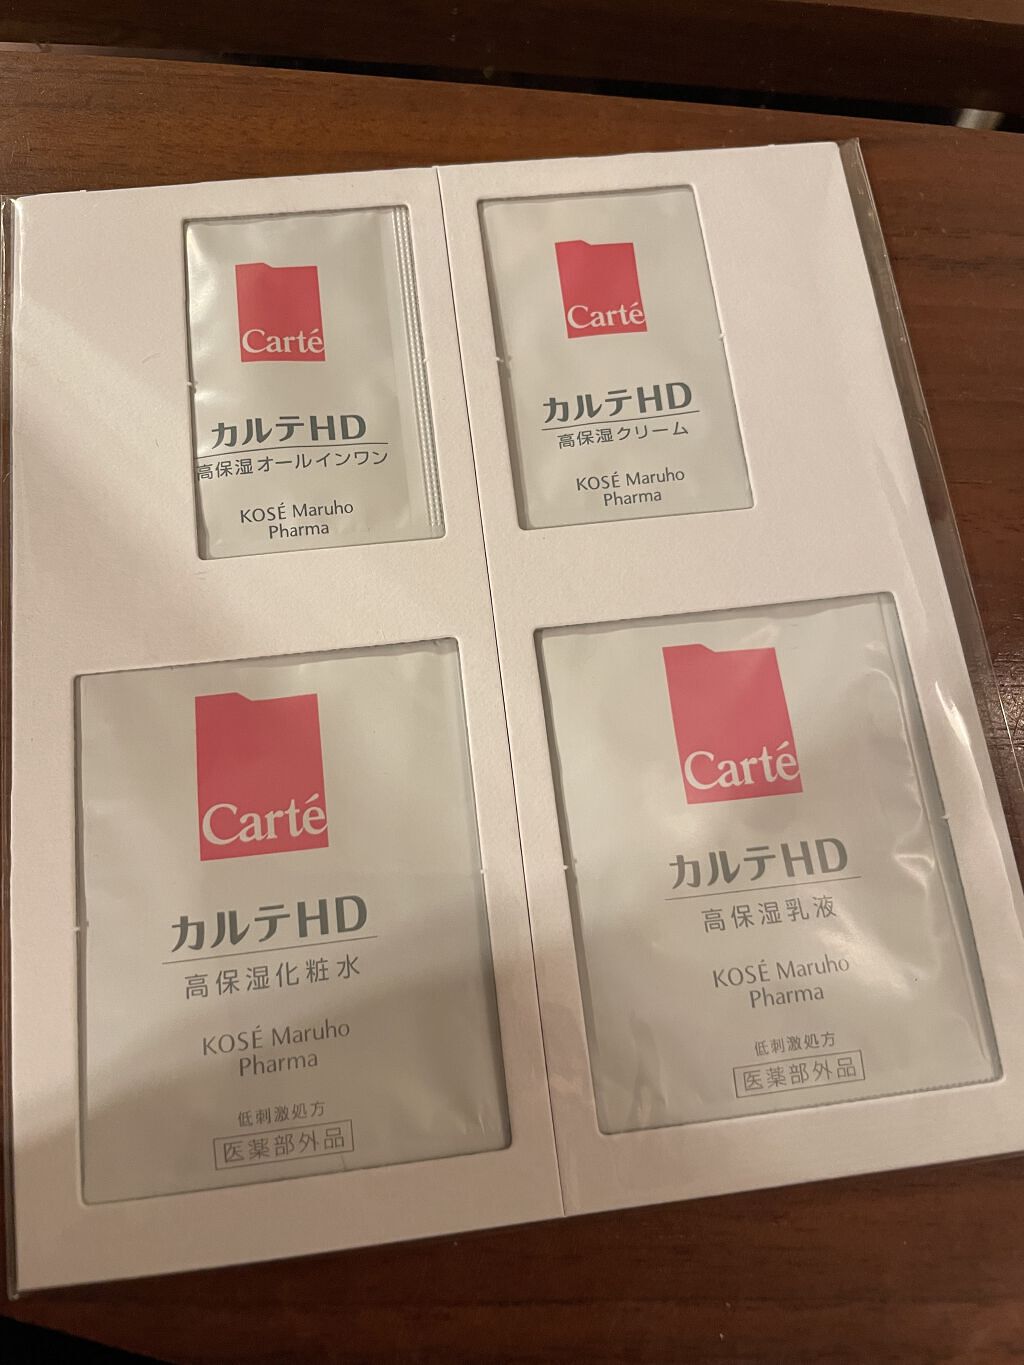 Carté
カルテHD
高保湿オールインワン
KOSÉ Maruho
Pharma
Carté
カルテHD
高保湿クリーム
KOSÉ Maruho
Pharma
Carté
カルテHD
高保湿化粧水
KOSÉ Maruho
Pharma
低刺激処方
医薬部外品
Carté
カルテHD
高保湿乳液
KOSÉ Maruho
Pharma
低刺激処方
医薬部外品